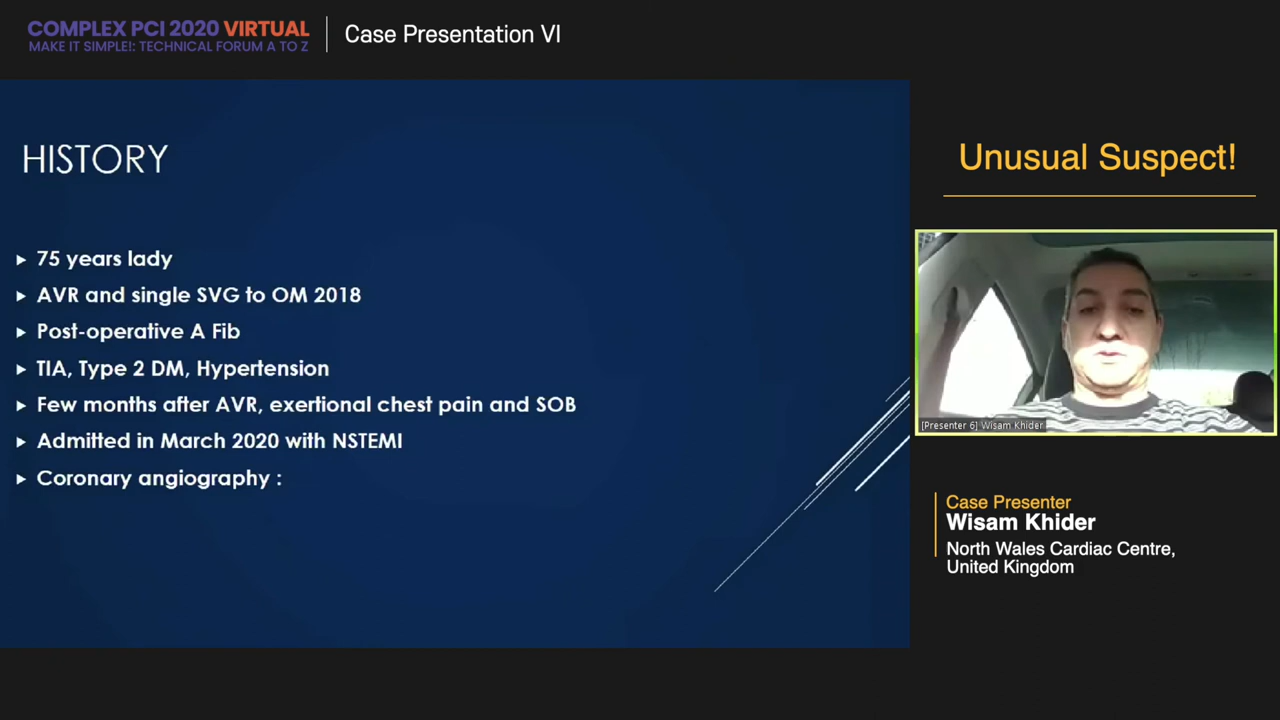 COMPLEX PCI 2020 VIRTUAL
MAKE IT SIMPLE!: TECHNICAL FORUM A TO Z
Case Presentation VI
HISTORY
75 years lady
AVR and single SVG to OM 2018
Post-operative A Fib
TIA, Type 2 DM, Hypertension
Few months after AVR, exertional chest pain and SOB
Admitted in March 2020 with NSTEMI
Coronary angiography :
Unusual Suspect!
[Presenter 6] Wisam Khider
Case Presenter
Wisam Khider
North Wales Cardiac Centre,
United Kingdom